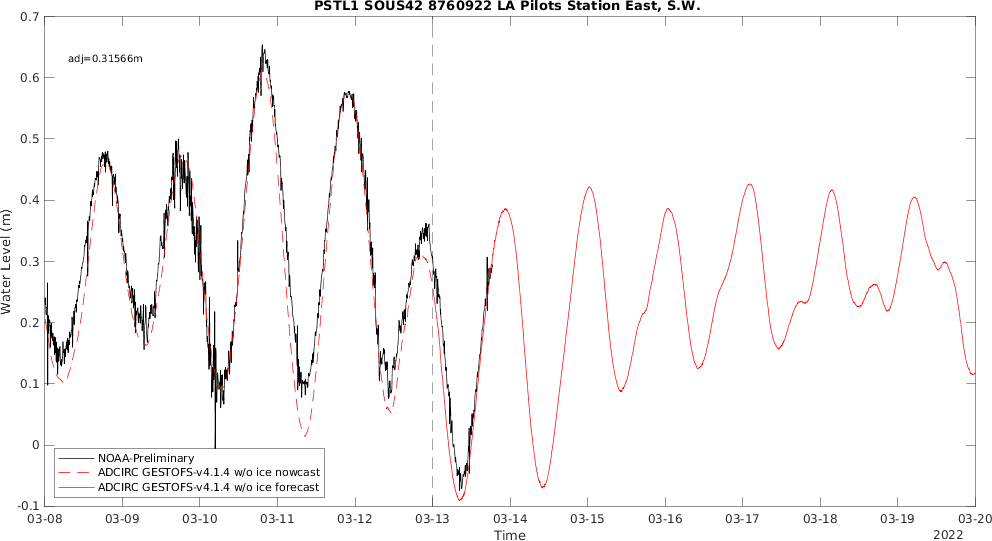 PSTL1 SOUS42 8760922 LA Pilots Station East, S.W.
0.7
0.6
0.5
0.4
0.3
0.2
0.1
0
-0.1
Water Level (m)
adj=0.31566m
NOAA-Preliminary
ADCIRC GESTOFS-v4.1.4 w/o ice nowcast
ADCIRC GESTOFS-v4.1.4 w/o ice forecast
03-08 03-09 03-10 03-11 03-12 03-13 03-14 03-15 03-16 03-17 03-18 03-19 03-20
Time
2022